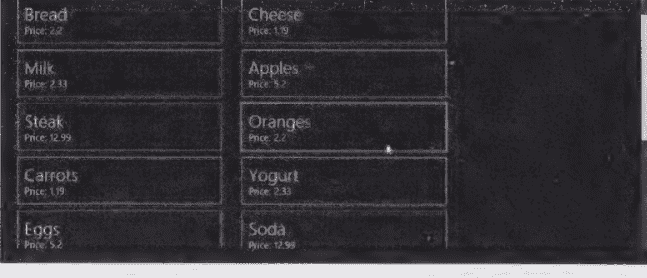 Bread
Price: 2.2
Cheese
Price: 1.19
Milk
Price: 2.33
Apples
Price: 5.2
Steak
Price: 12.99
Oranges
Price: 2.2
Carrots
Price: 1.19
Yogurt
Price: 2.33
Eggs
Price: 5.2
Soda
Price: 12.99